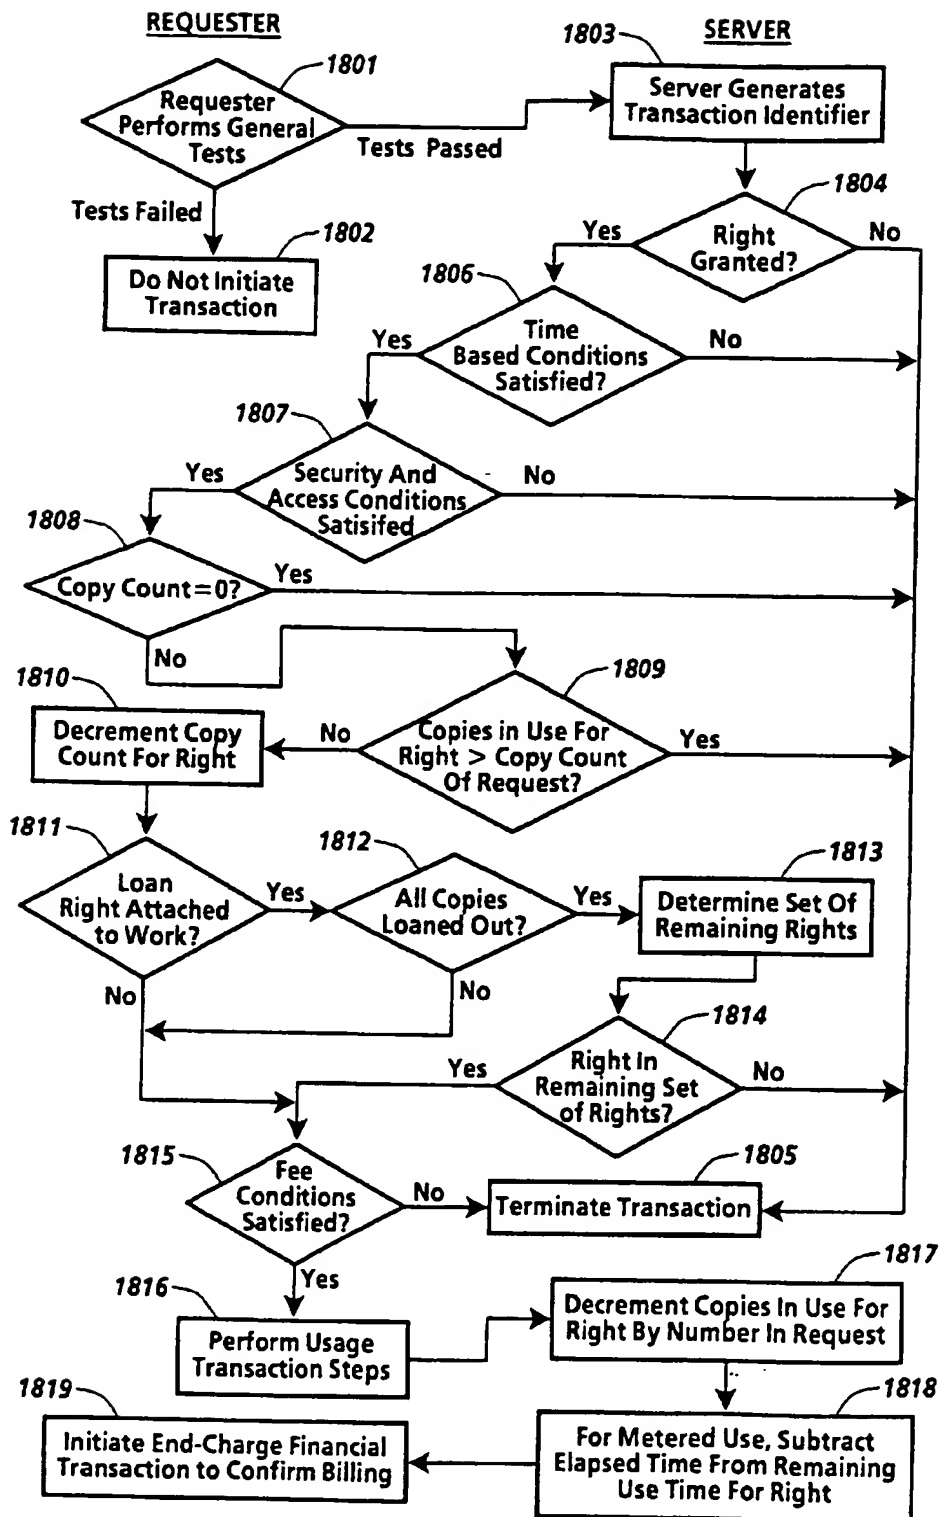 REQUESTER
SERVER
1801
Requester
Performs General
Tests
Tests Passed
1803
Server Generates
Transaction Identifier
Tests Failed
1802
Do Not Initiate
Transaction
1804
Right
Granted?
Yes
No
1806
Time
Based Conditions
Satisfied?
Yes
No
1807
Security And
Access Conditions
Satisifed
Yes
No
1808
Copy Count=0?
Yes
No
1809
Copies in Use For
Right > Copy Count
Of Request?
No
Yes
1810
Decrement Copy
Count For Right
1811
Loan
Right Attached
to Work?
Yes
No
1812
All Copies
Loaned Out?
Yes
No
1813
Determine Set Of
Remaining Rights
1814
Right In
Remaining Set
of Rights?
Yes
No
1815
Fee
Conditions
Satisfied?
No
Yes
1805
Terminate Transaction
1816
Perform Usage
Transaction Steps
1817
Decrement Copies In Use For
Right By Number In Request
1818
For Metered Use, Subtract
Elapsed Time From Remaining
Use Time For Right
1819
Initiate End-Charge Financial
Transaction to Confirm Billing